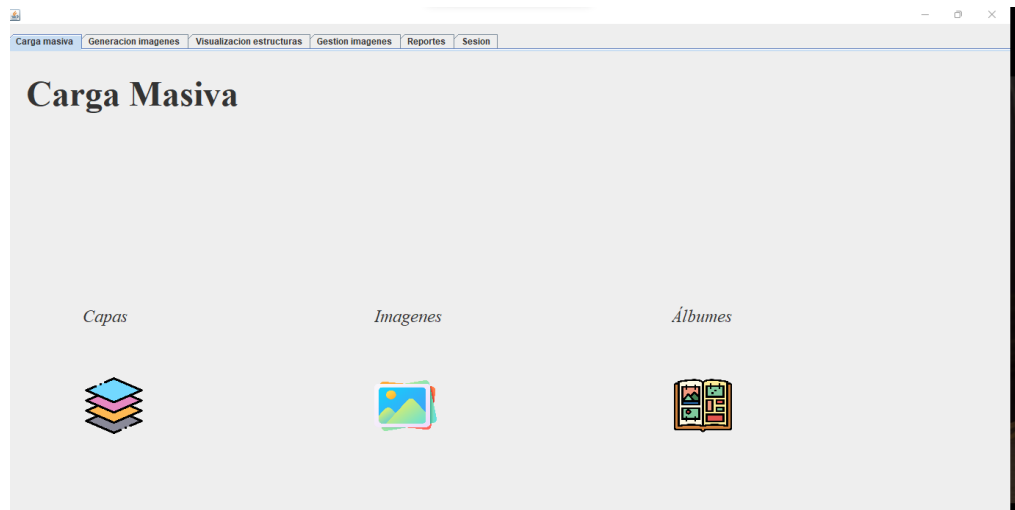 Carga masiva Generacion imagenes Visualizacion estructuras Gestion imagenes Reportes Sesion
Carga Masiva
Capas Imagenes Álbumes